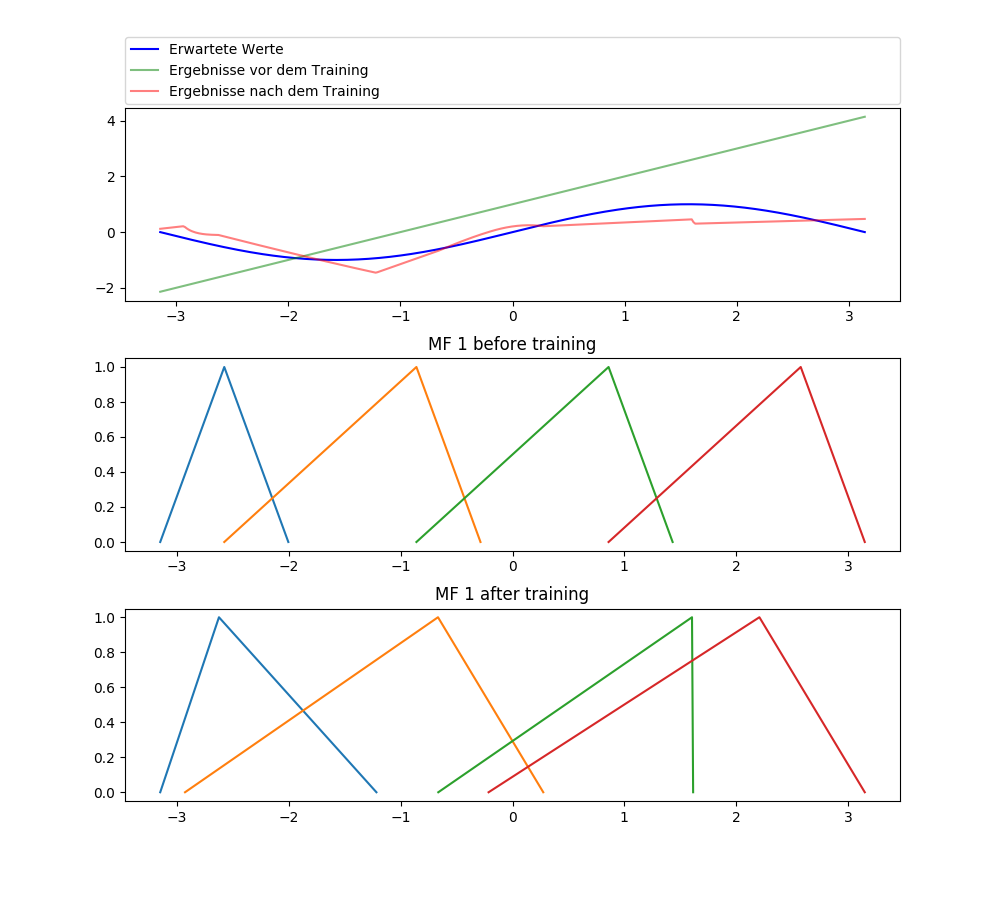 Erwartete Werte
Ergebnisse vor dem Training
Ergebnisse nach dem Training
4
2
0
−2
−3 −2 −1 0 1 2 3
MF 1 before training
1.0
0.8
0.6
0.4
0.2
0.0
−3 −2 −1 0 1 2 3
MF 1 after training
1.0
0.8
0.6
0.4
0.2
0.0
−3 −2 −1 0 1 2 3